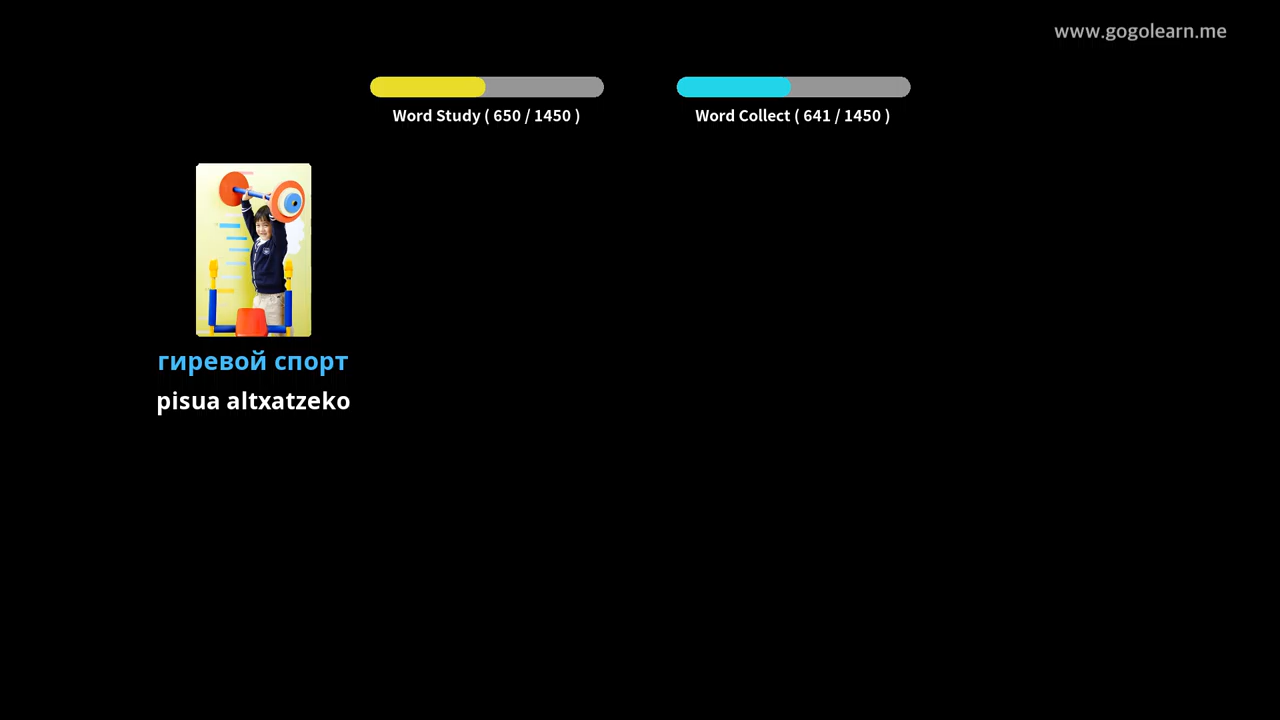 www.gogolearn.me
Word Study ( 650 / 1450 )
Word Collect ( 641 / 1450 )
гиревой спорт
pisua altxatzeko